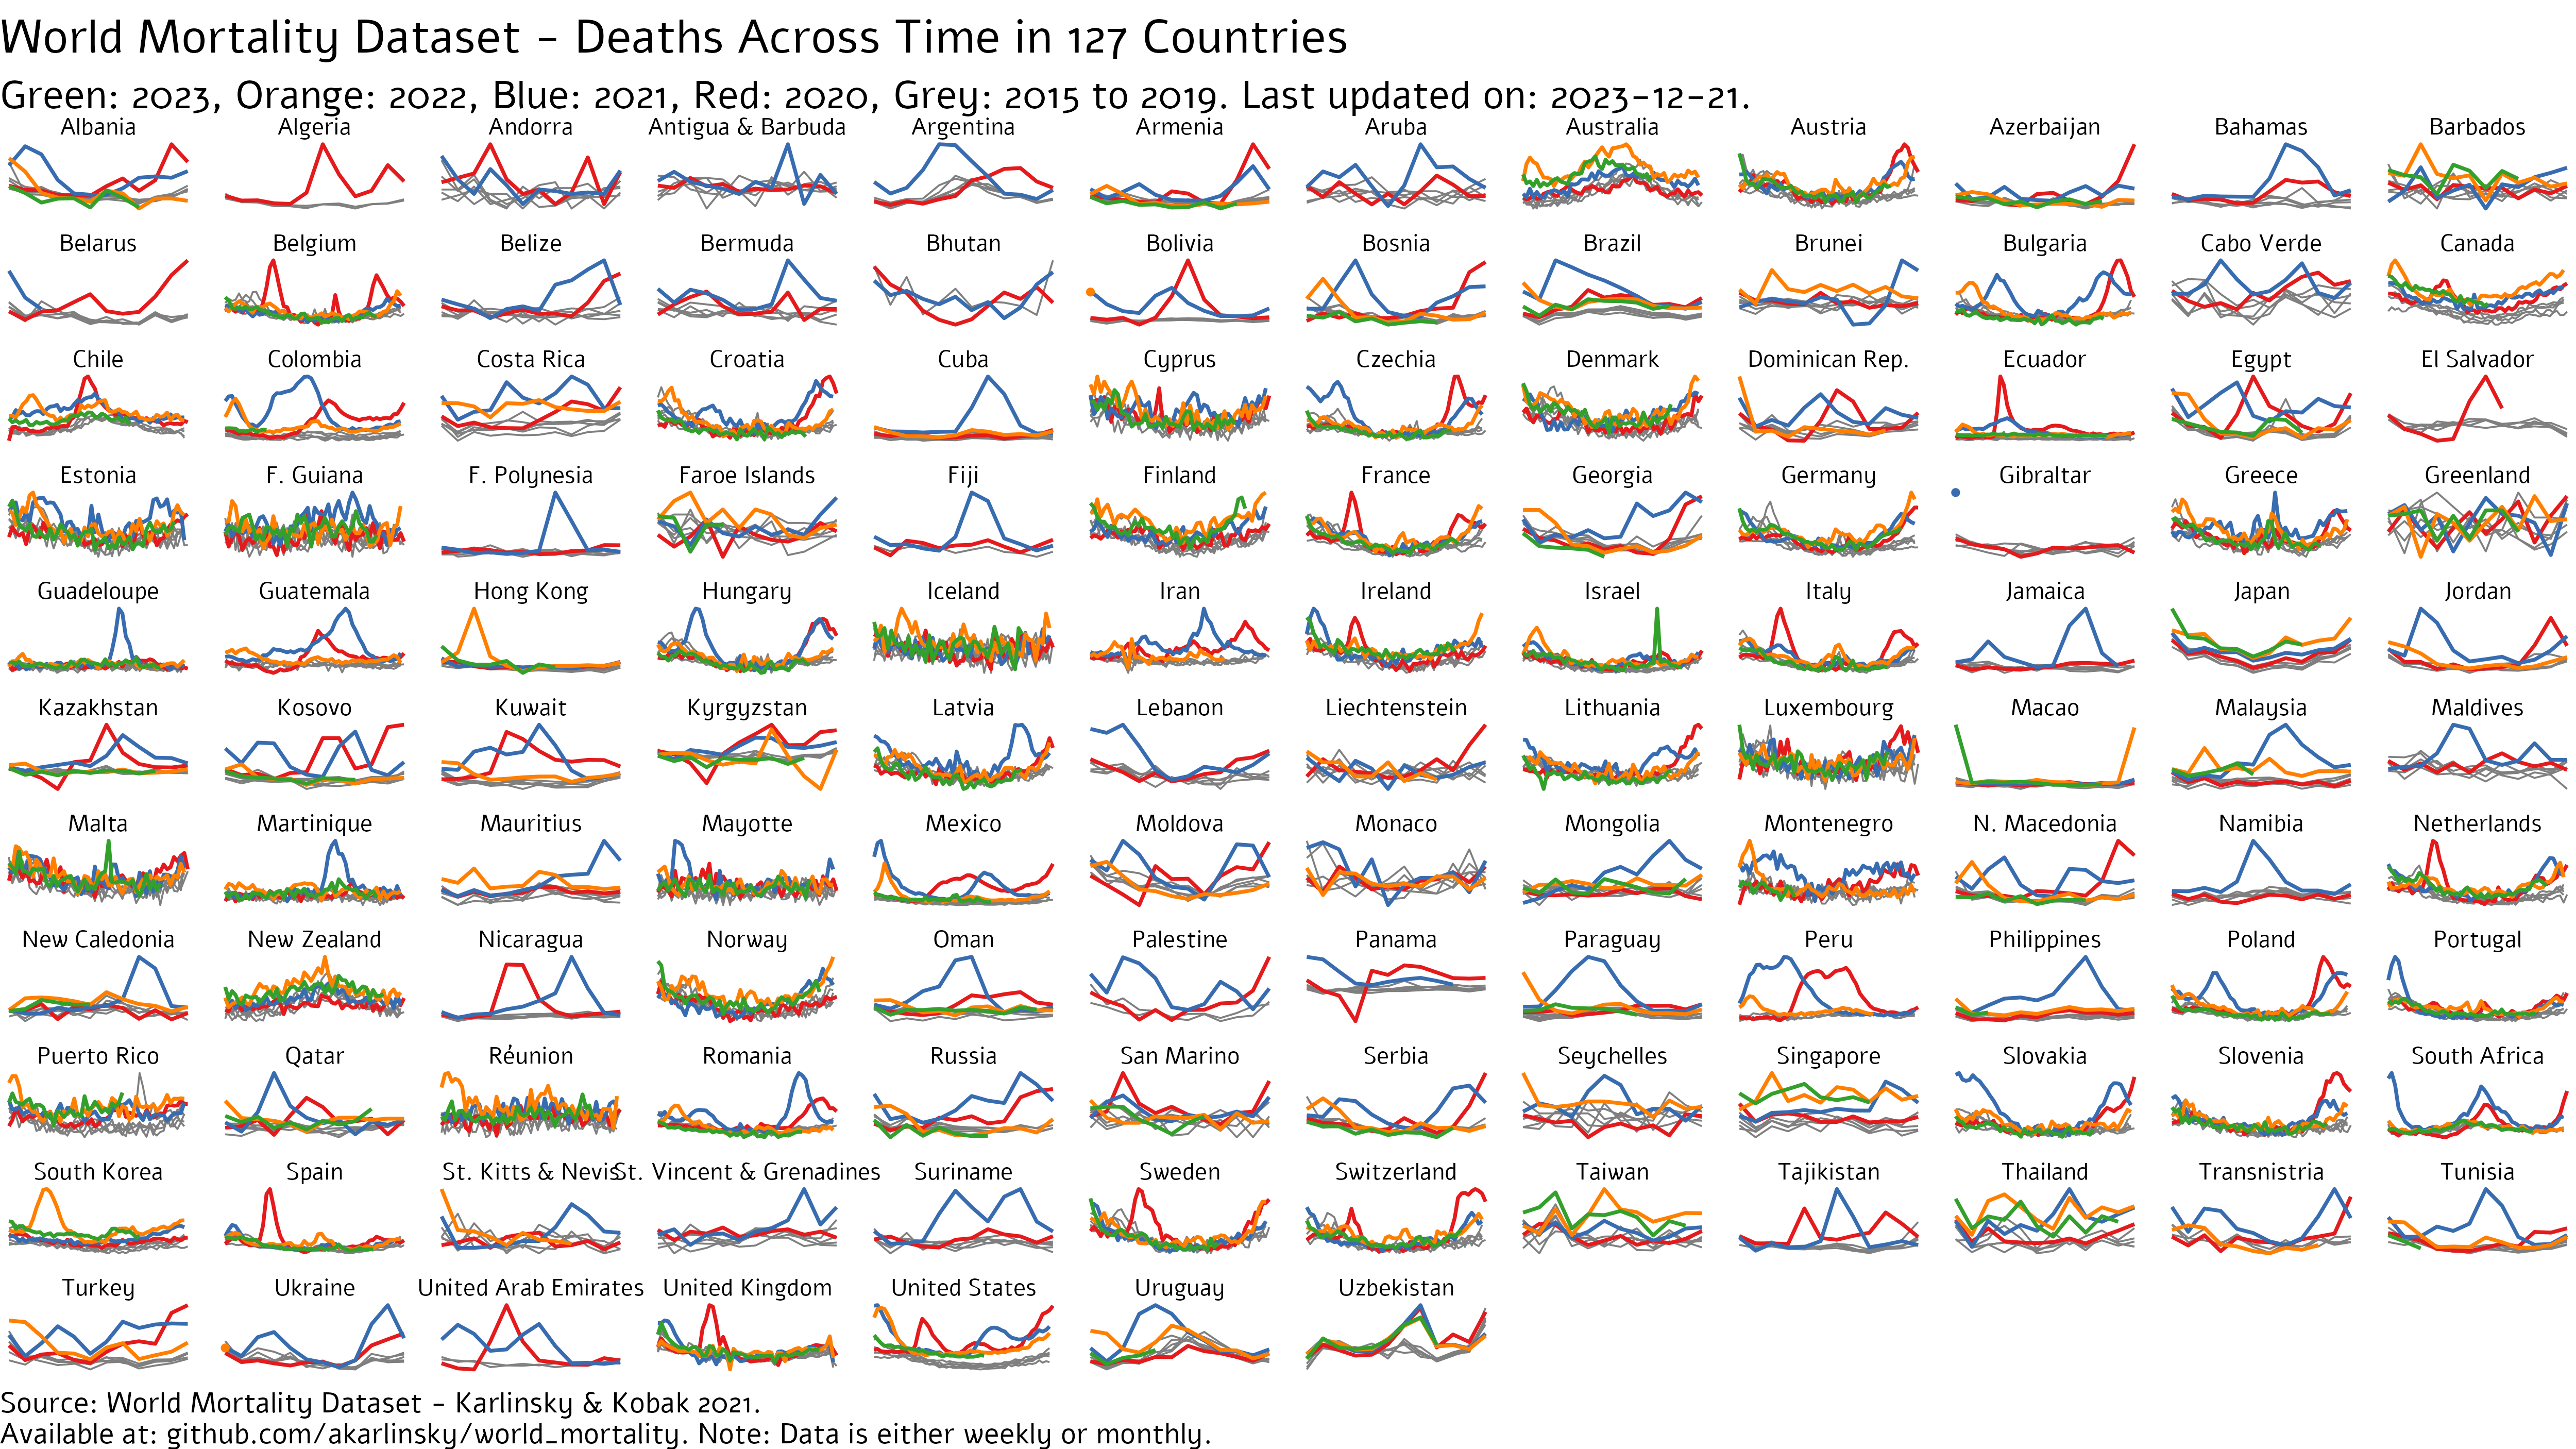 World Mortality Dataset - Deaths Across Time in 127 Countries
Green: 2023, Orange: 2022, Blue: 2021, Red: 2020, Grey: 2015 to 2019. Last updated on: 2023-12-21.
Albania Algeria Andorra Antigua & Barbuda Argentina Armenia Aruba Australia Austria Azerbaijan Bahamas Barbados
Belarus Belgium Belize Bermuda Bhutan Bolivia Bosnia Brazil Brunei Bulgaria Cabo Verde Canada
Chile Colombia Costa Rica Croatia Cuba Cyprus Czechia Denmark Dominican Rep. Ecuador Egypt El Salvador
Estonia F. Guiana F. Polynesia Faroe Islands Fiji Finland France Georgia Germany Gibraltar Greece Greenland
Guadeloupe Guatemala Hong Kong Hungary Iceland Iran Ireland Israel Italy Jamaica Japan Jordan
Kazakhstan Kosovo Kuwait Kyrgyzstan Latvia Lebanon Liechtenstein Lithuania Luxembourg Macao Malaysia Maldives
Malta Martinique Mauritius Mayotte Mexico Moldova Monaco Mongolia Montenegro N. Macedonia Namibia Netherlands
New Caledonia New Zealand Nicaragua Norway Oman Palestine Panama Paraguay Peru Philippines Poland Portugal
Puerto Rico Qatar Réunion Romania Russia San Marino Serbia Seychelles Singapore Slovakia Slovenia South Africa
South Korea Spain St. Kitts & Nevis St. Vincent & Grenadines Suriname Sweden Switzerland Taiwan Tajikistan Thailand Transnistria Tunisia
Turkey Ukraine United Arab Emirates United Kingdom United States Uruguay Uzbekistan
Source: World Mortality Dataset - Karlinsky & Kobak 2021.
Available at: github.com/akarlinsky/world_mortality. Note: Data is either weekly or monthly.